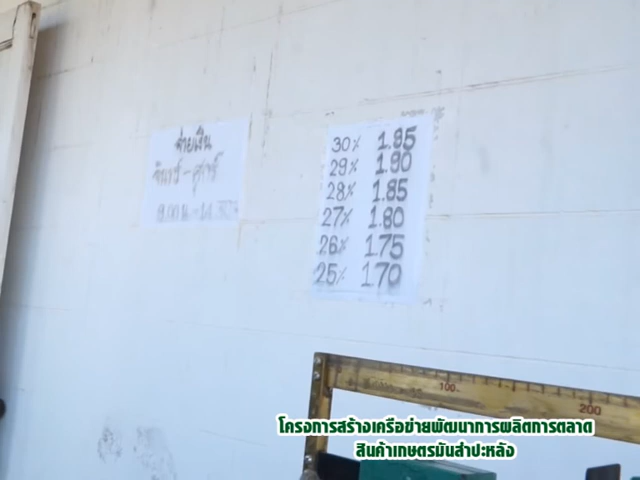 จ่ายเงิน
จันทร์-ศุกร์
30% 1.95
29% 1.90
28% 1.85
27% 1.80
26% 1.75
25% 1.70
100
200
โครงการสร้างเครือข่ายพัฒนาการผลิตการตลาด
สินค้าเกษตรมันสำปะหลัง